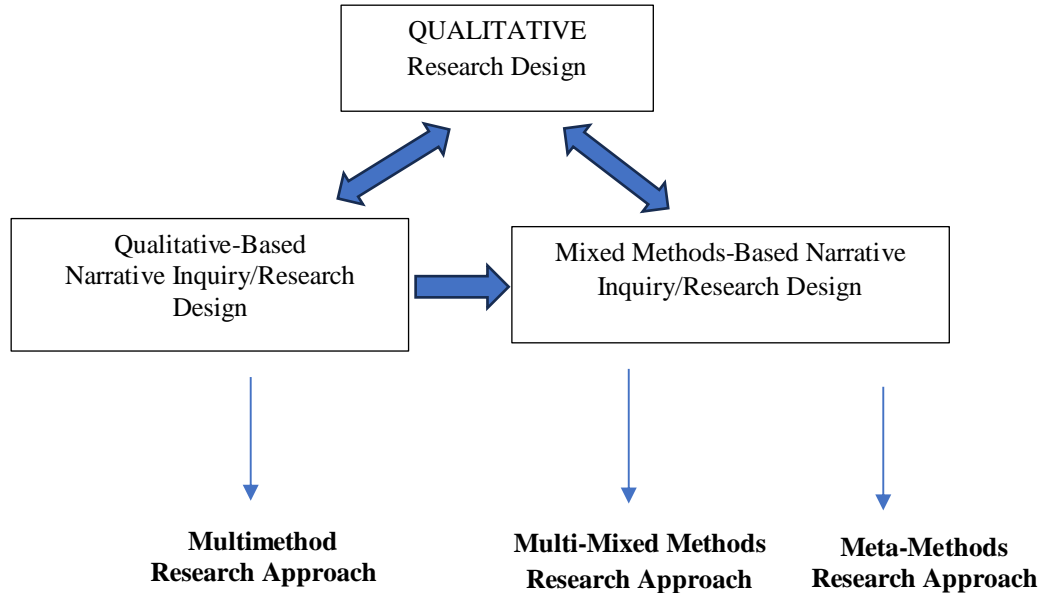 QUALITATIVE
Research Design
Qualitative-Based
Narrative Inquiry/Research
Design
Mixed Methods-Based Narrative
Inquiry/Research Design
Multimethod
Research Approach
Multi-Mixed Methods
Research Approach
Meta-Methods
Research Approach